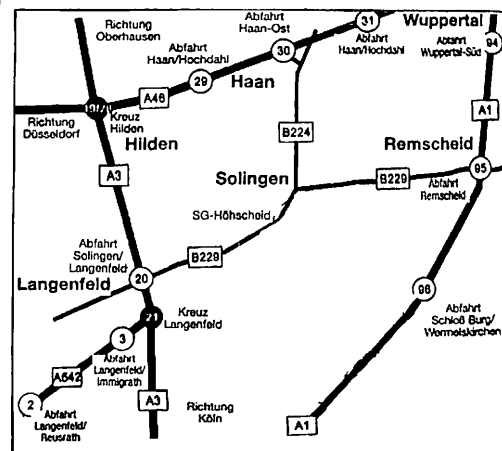 Richtung
Oberhausen
Abfahrt
Haan-Ost
31
Wuppertal
94
30
Abfahrt
Haan/Hochdahl
Abfahrt
Haan/Hochdahl
Abfahrt
Wuppertal-Süd
29
Haan
A46
A1
Kreuz
Hilden
Richtung
Düsseldorf
Hilden
B224
Remscheid
A3
Solingen
95
B229
Abfahrt
Remscheid
SG-Höhscheid
Abfahrt
Solingen/
Langenfeld
B229
Langenfeld
20
96
21
Kreuz
Langenfeld
Abfahrt
Schloß Burg/
Wermelskirchen
3
Abfahrt
Langenfeld/
Immigrath
A542
2
Abfahrt
Langenfeld/
Reusrath
A3
Richtung
Köln
A1